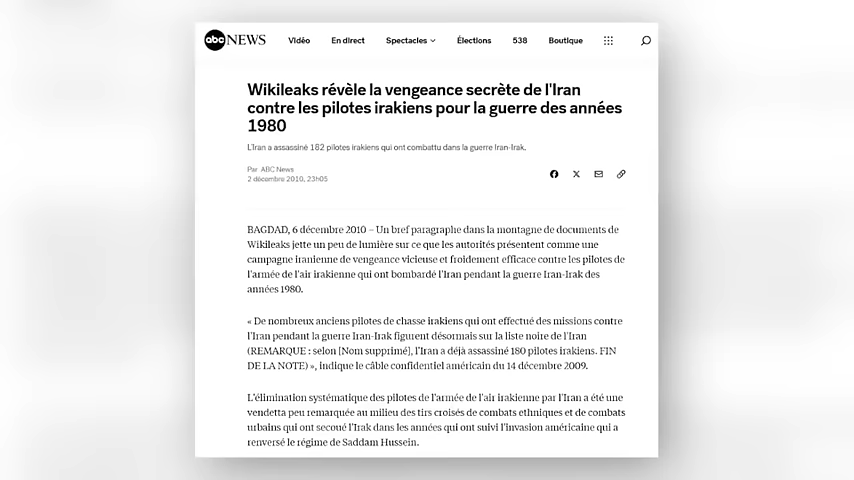 abc NEWS Vidéo En direct Spectacles Élections 538 Boutique
Wikileaks révèle la vengeance secrète de l'Iran
contre les pilotes irakiens pour la guerre des années
1980
L'Iran a assassiné 182 pilotes irakiens qui ont combattu dans la guerre Iran-Irak.
Par ABC News
2 décembre 2010, 23h05
BAGDAD, 6 décembre 2010 – Un bref paragraphe dans la montagne de documents de
Wikileaks jette un peu de lumière sur ce que les autorités présentent comme une
campagne iranienne de vengeance vicieuse et froidement efficace contre les pilotes de
l'armée de l'air irakienne qui ont bombardé l'Iran pendant la guerre Iran-Irak des
années 1980.
« De nombreux anciens pilotes de chasse irakiens qui ont effectué des missions contre
l'Iran pendant la guerre Iran-Irak figurent désormais sur la liste noire de l'Iran
(REMARQUE : selon [Nom supprimé], l'Iran a déjà assassiné 180 pilotes irakiens. FIN
DE LA NOTE) », indique le câble confidentiel américain du 14 décembre 2009.
L'élimination systématique des pilotes de l'armée de l'air irakienne par l'Iran a été une
vendetta peu remarquée au milieu des tirs croisés de combats ethniques et de combats
urbains qui ont secoué l'Irak dans les années qui ont suivi l'invasion américaine qui a
renversé le régime de Saddam Hussein.